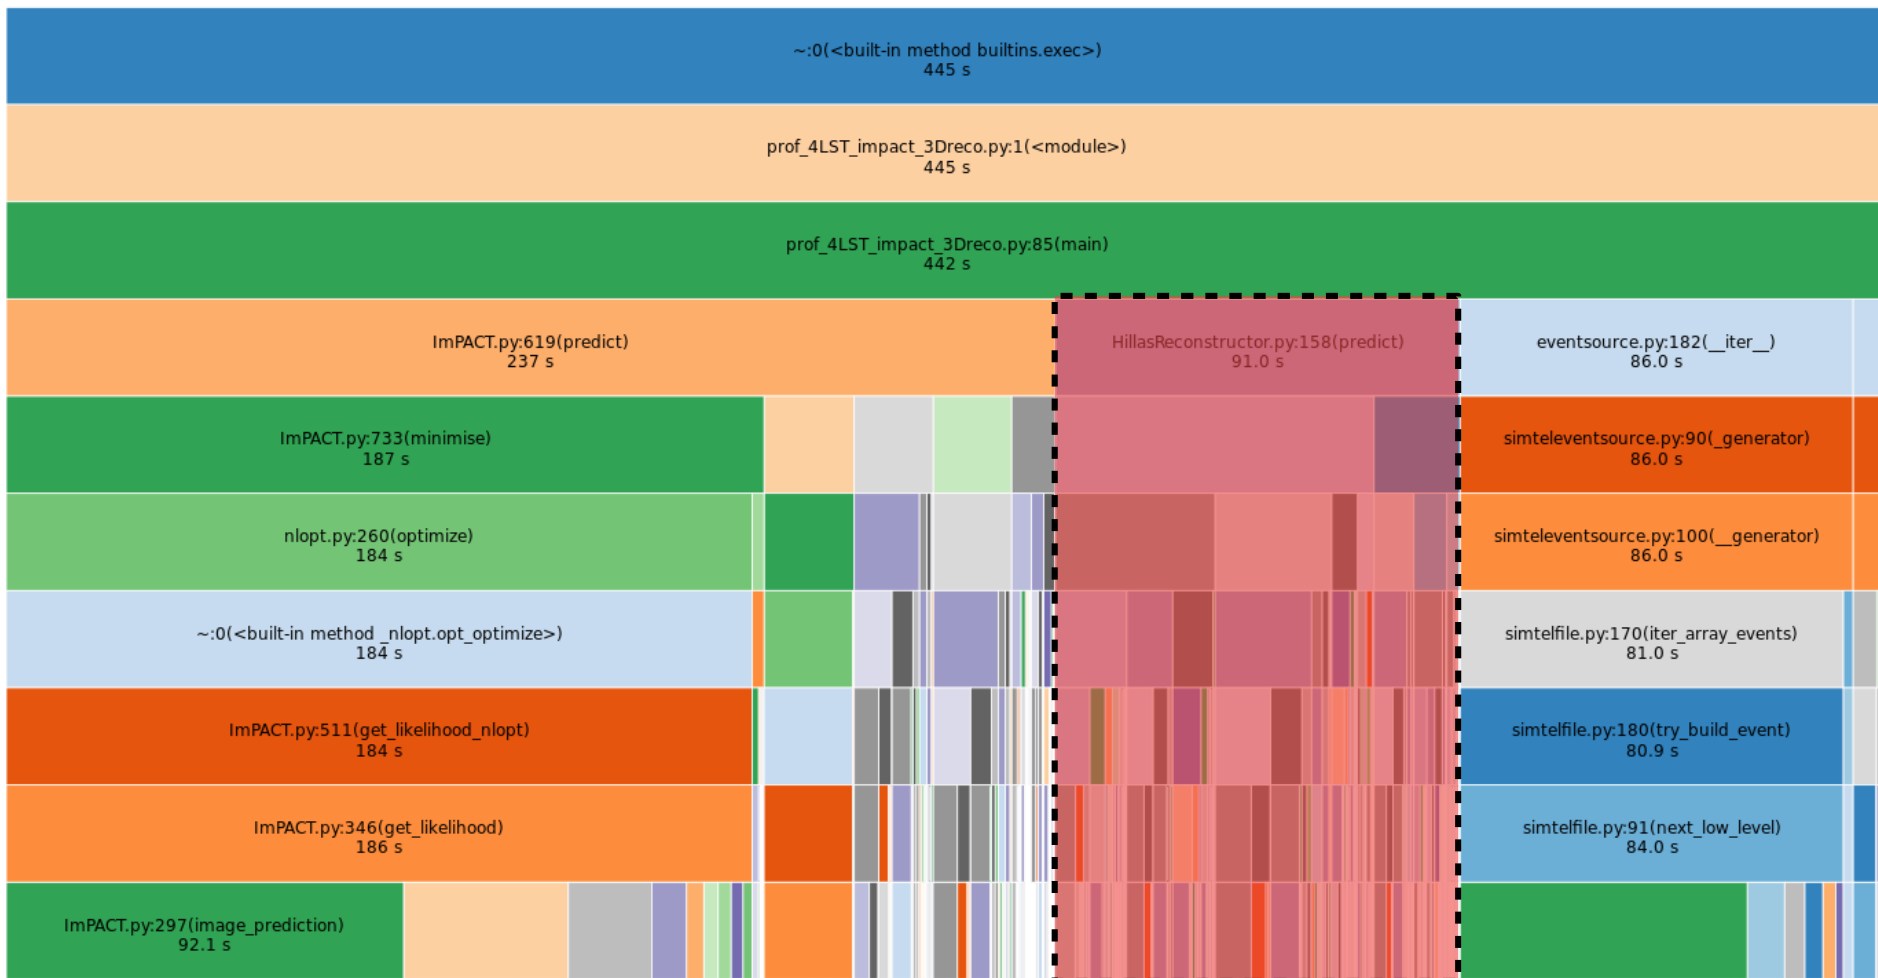 ~:0(<built-in method builtins.exec>)
445 s
prof_4LST_impact_3Dreco.py:1(<module>)
445 s
prof_4LST_impact_3Dreco.py:85(main)
442 s
ImPACT.py:619(predict)
237 s
HillasReconstructor.py:158(predict)
91.0 s
eventsource.py:182(__iter__)
86.0 s
ImPACT.py:733(minimise)
187 s
simteleventsource.py:90(_generator)
86.0 s
nlopt.py:260(optimize)
184 s
simteleventsource.py:100(__generator)
86.0 s
~:0(<built-in method _nlopt.opt_optimize>)
184 s
simtelfile.py:170(iter_array_events)
81.0 s
ImPACT.py:511(get_likelihood_nlopt)
184 s
simtelfile.py:180(try_build_event)
80.9 s
ImPACT.py:346(get_likelihood)
186 s
simtelfile.py:91(next_low_level)
84.0 s
ImPACT.py:297(image_prediction)
92.1 s